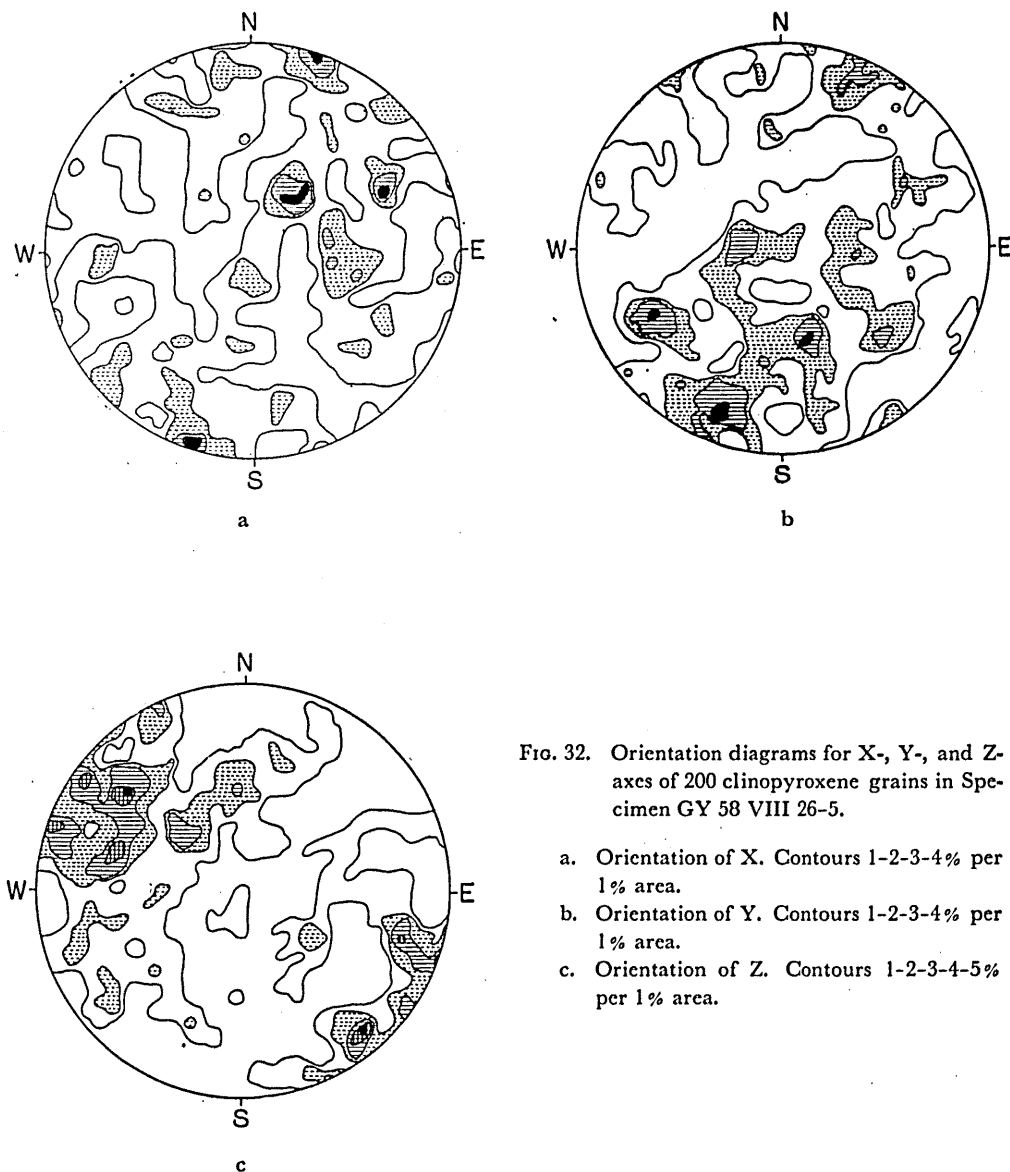 N
W
E
S
a
N
W
E
S
b
N
W
E
S
c
FIG. 32. Orientation diagrams for X-, Y-, and Z-
axes of 200 clinopyroxene grains in Spe-
cimen GY 58 VIII 26-5.
a. Orientation of X. Contours 1-2-3-4% per
1% area.
b. Orientation of Y. Contours 1-2-3-4% per
1% area.
c. Orientation of Z. Contours 1-2-3-4-5%
per 1% area.